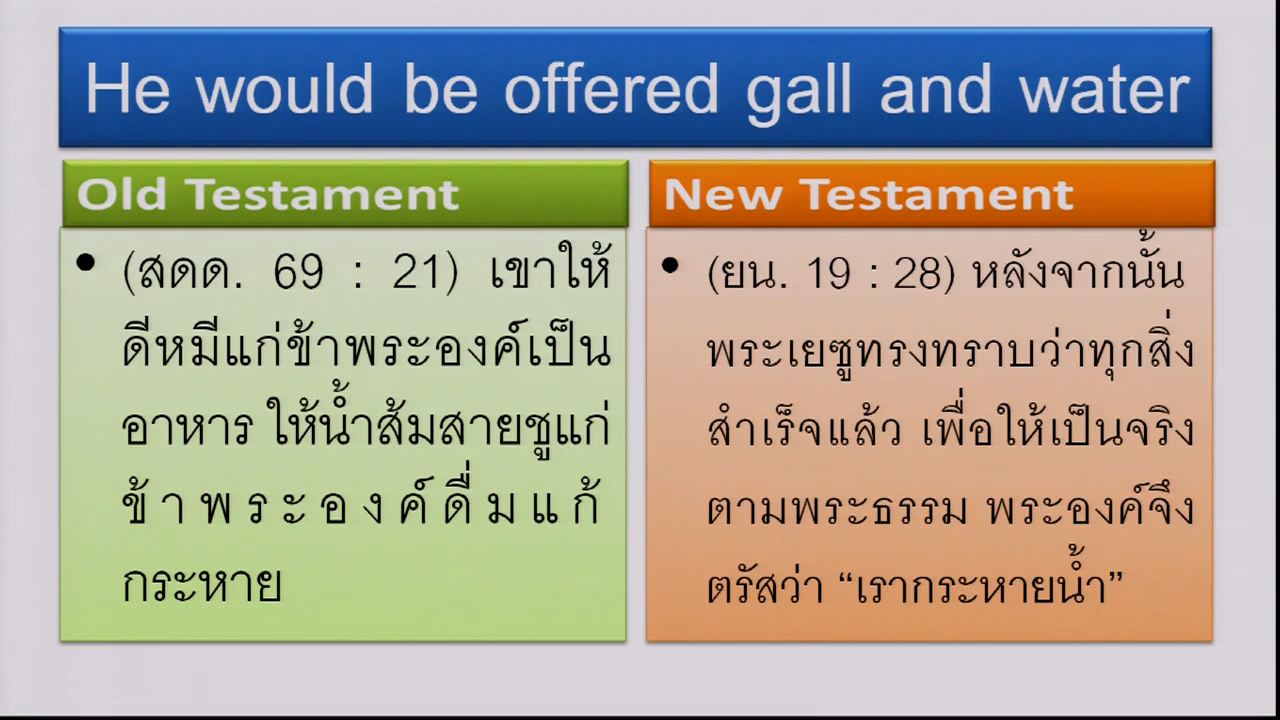 He would be offered gall and water
Old Testament
• (สดด. 69 : 21) เขาให้
ดีหมีแก่ข้าพระองค์เป็น
อาหาร ให้น้ำส้มสายชูแก่
ข้าพระองค์ดื่มแก้
กระหาย
New Testament
• (ยน. 19 : 28) หลังจากนั้น
พระเยซูทรงทราบว่าทุกสิ่ง
สำเร็จแล้ว เพื่อให้เป็นจริง
ตามพระธรรม พระองค์จึง
ตรัสว่า “เรากระหายน้ำ”